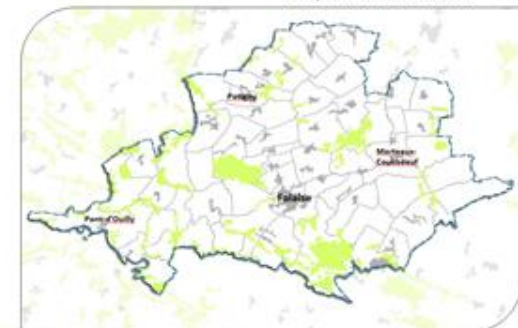 Potigny
Morteaux-
Coulibœuf
Falaise
Pont-d'Ouilly